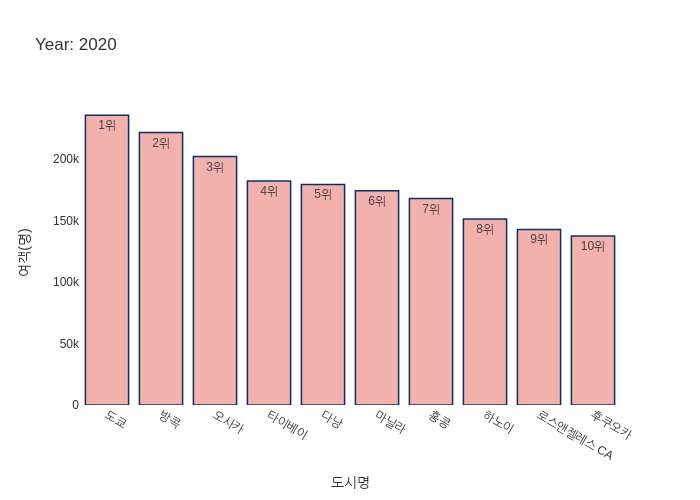 Year: 2020
여객(명)
200k
150k
100k
50k
0
1위
2위
3위
4위
5위
6위
7위
8위
9위
10위
도쿄
방콕
오사카
타이베이
다낭
마닐라
홍콩
하노이
로스앤젤레스 CA
후쿠오카
도시명